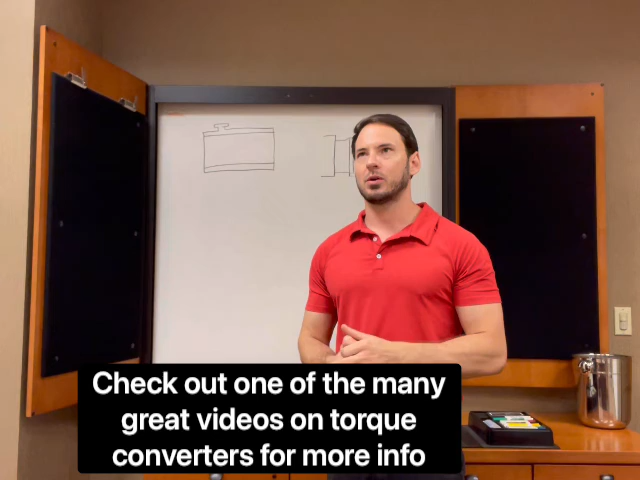 Check out one of the many
great videos on torque
converters for more info